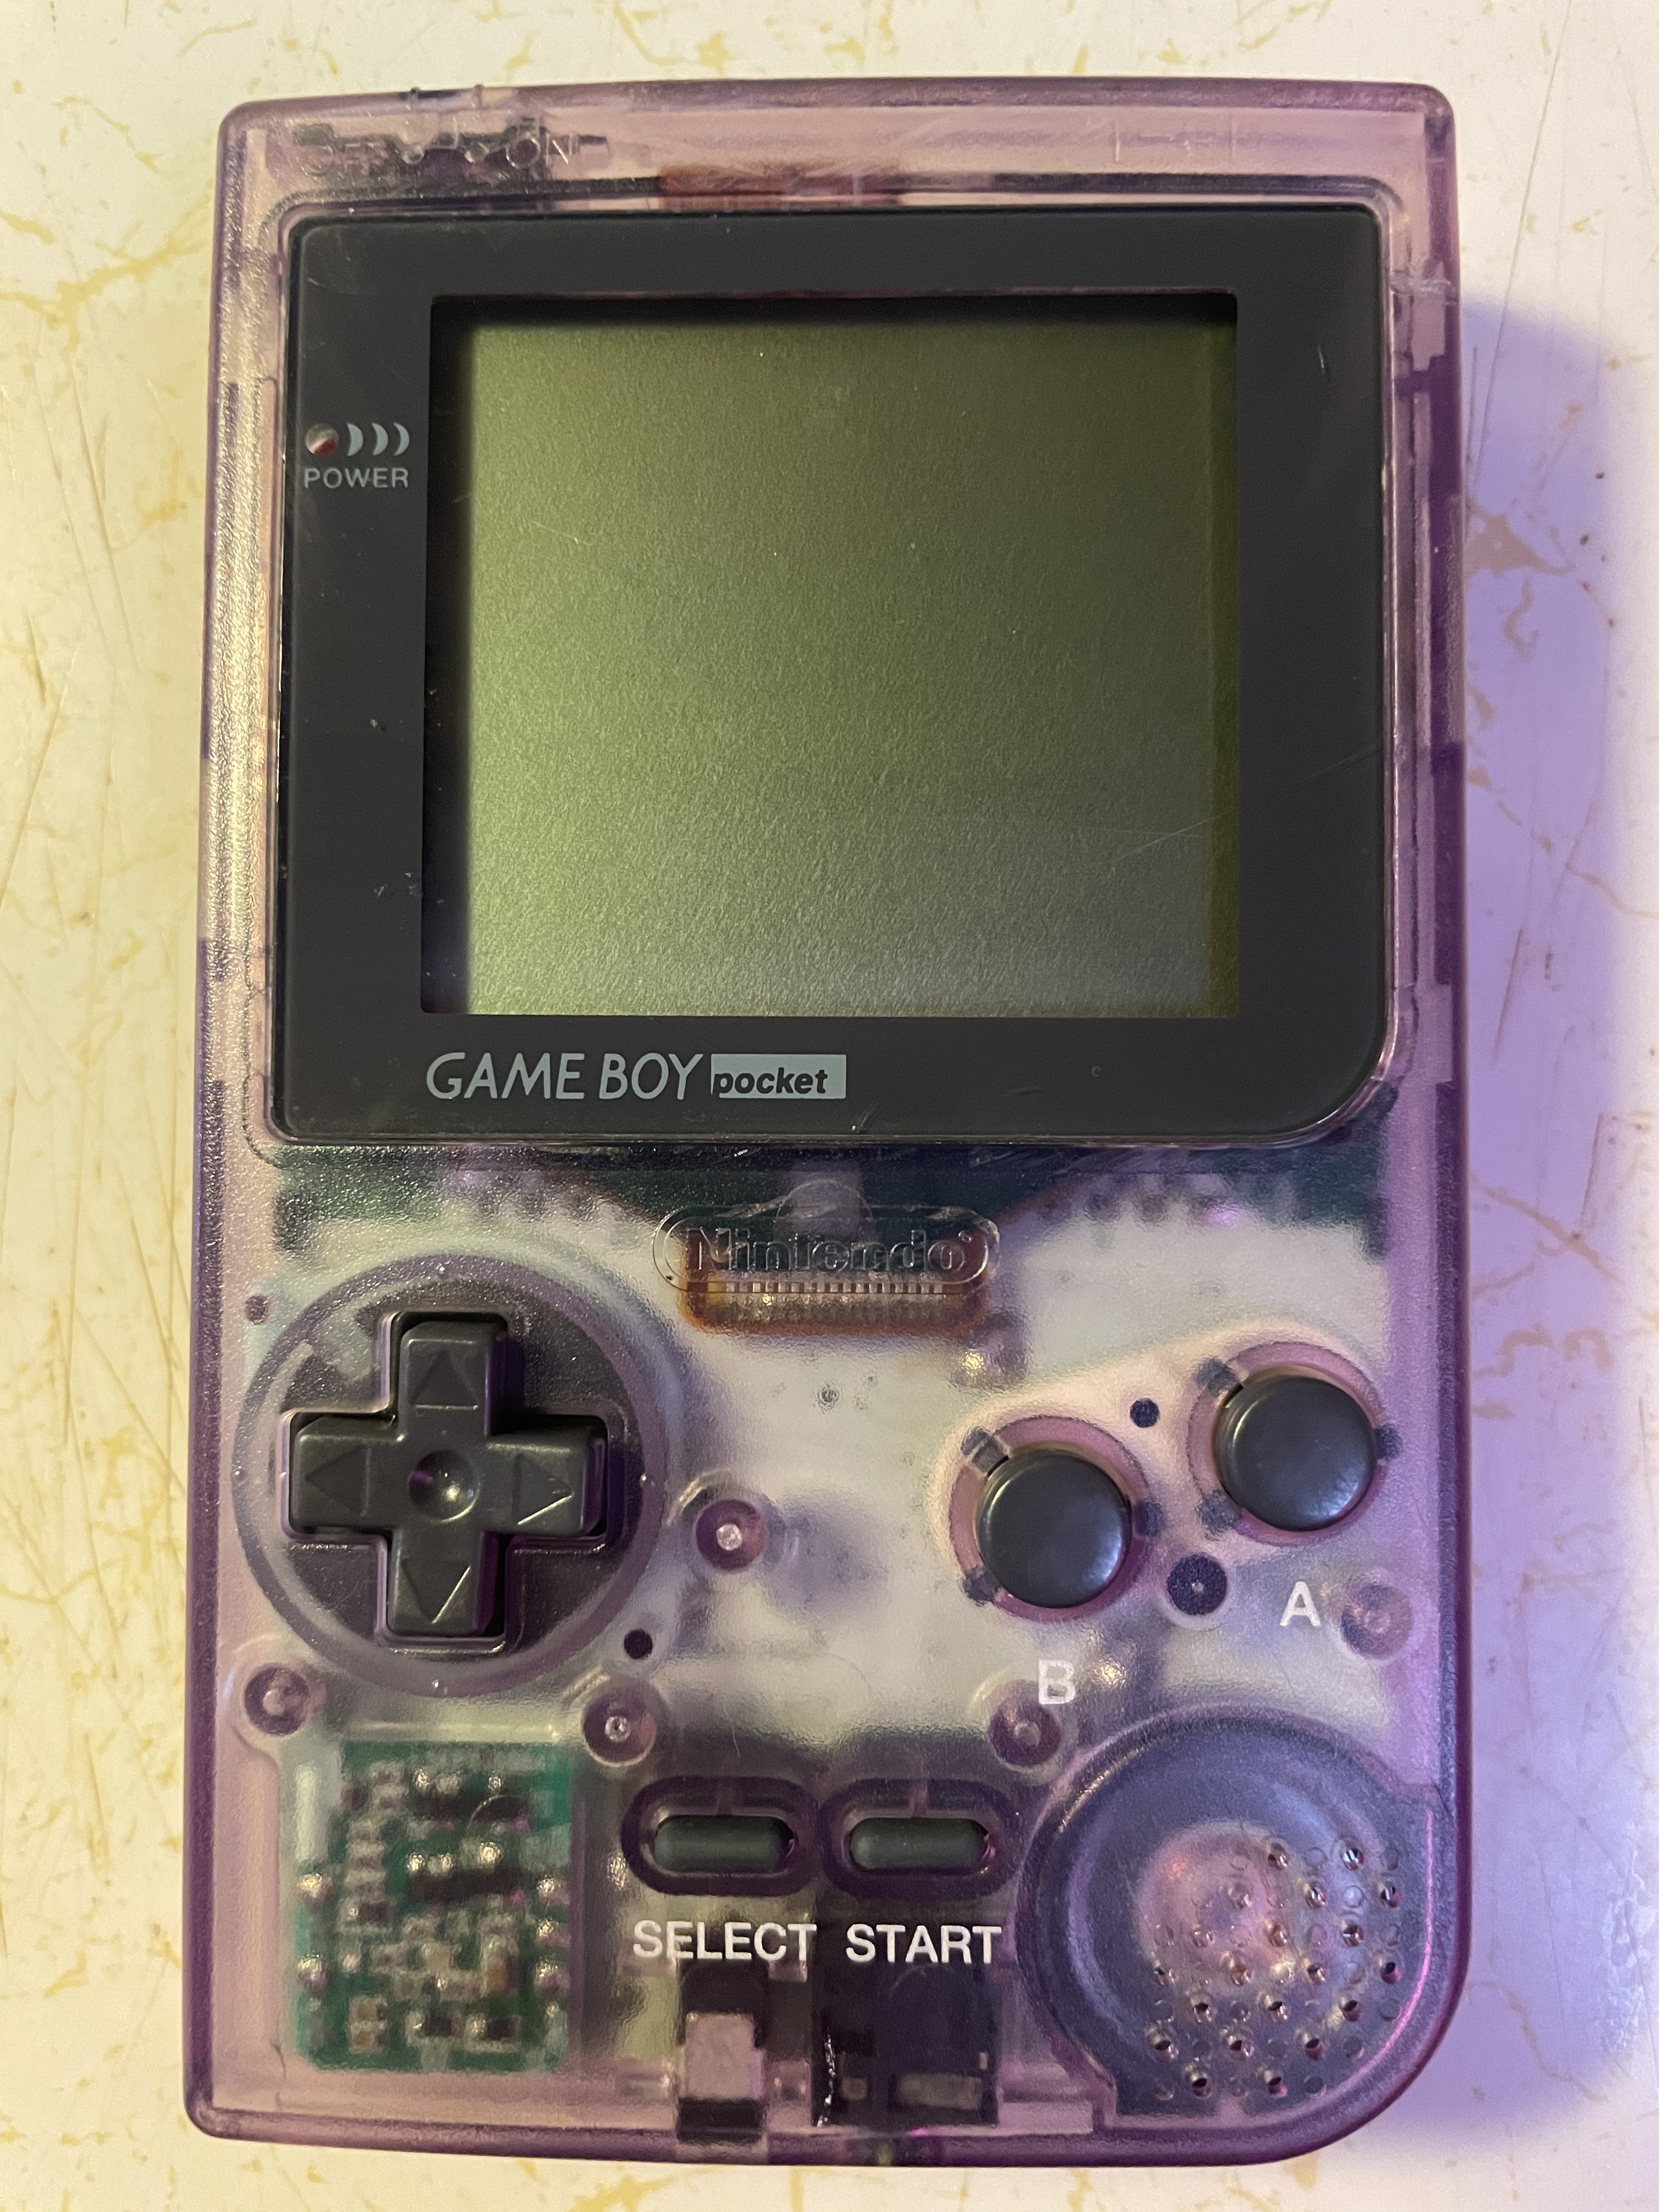 OFF ON
POWER
GAME BOY pocket
Nintendo®
A
B
SELECT START